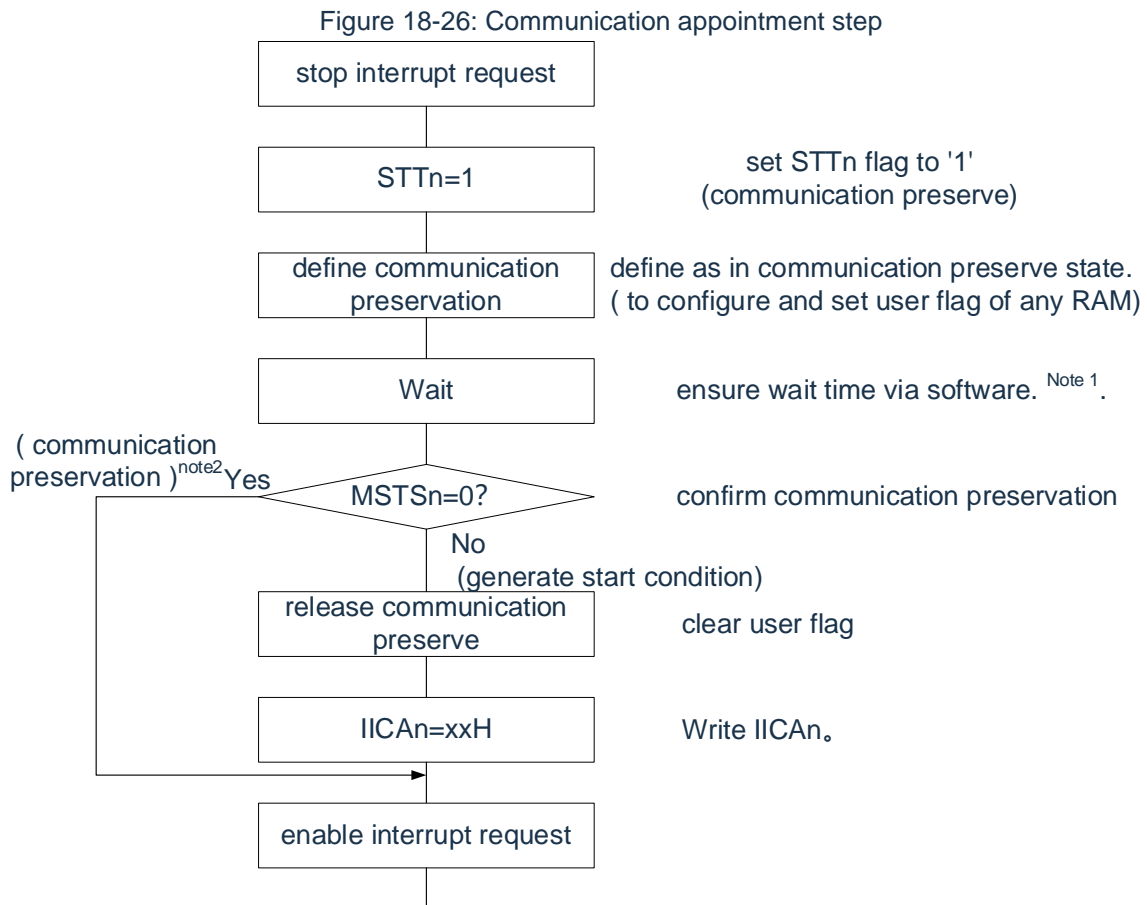 Figure 18-26: Communication appointment step
stop interrupt request
STTn=1
set STTn flag to '1'
(communication preserve)
define communication
preservation
define as in communication preserve state.
( to configure and set user flag of any RAM)
Wait
ensure wait time via software. Note 1.
( communication
preservation )note2
Yes
MSTSn=0?
confirm communication preservation
No
(generate start condition)
release communication
preserve
clear user flag
IICAn=xxH
Write IICAn。
enable interrupt request